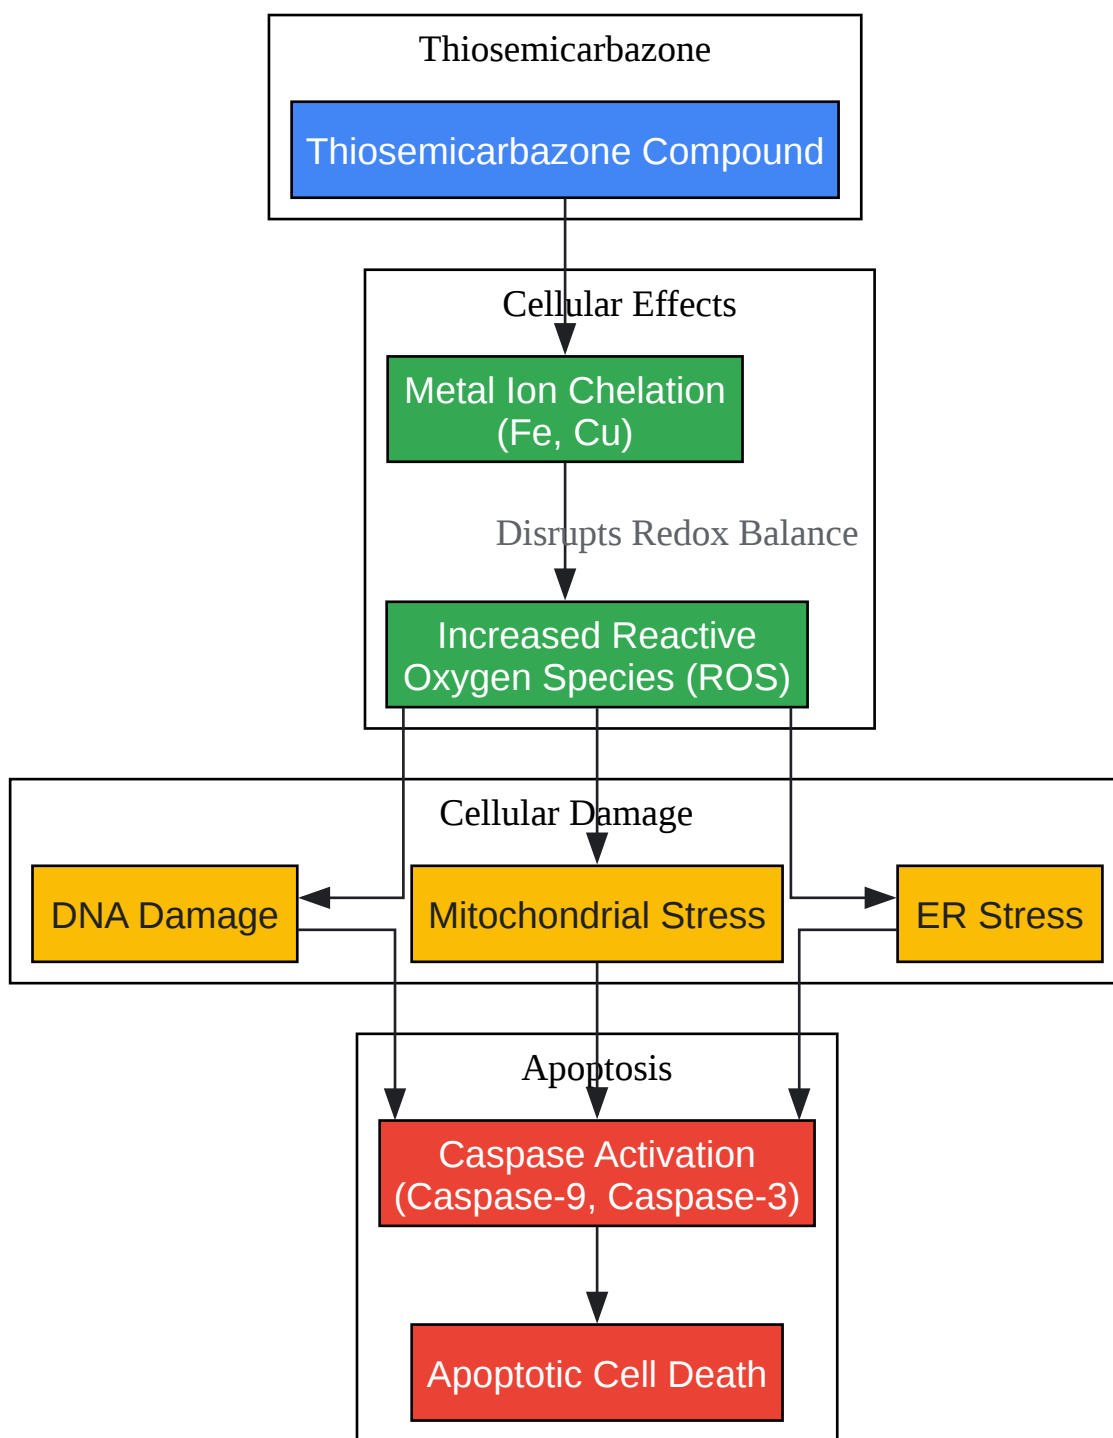 Thiosemicarbazone
Thiosemicarbazone Compound
Cellular Effects
Metal Ion Chelation
(Fe, Cu)
Disrupts Redox Balance
Increased Reactive
Oxygen Species (ROS)
Cellular Damage
DNA Damage
Mitochondrial Stress
ER Stress
Apoptosis
Caspase Activation
(Caspase-9, Caspase-3)
Apoptotic Cell Death